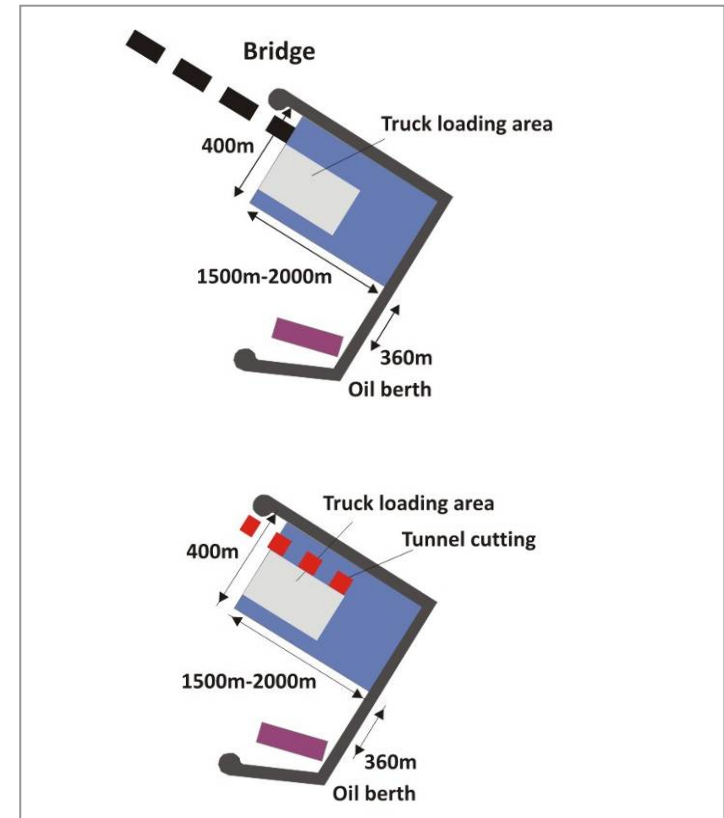 Bridge
Truck loading area
400m
1500m-2000m
360m
Oil berth
Truck loading area
Tunnel cutting
400m
1500m-2000m
360m
Oil berth